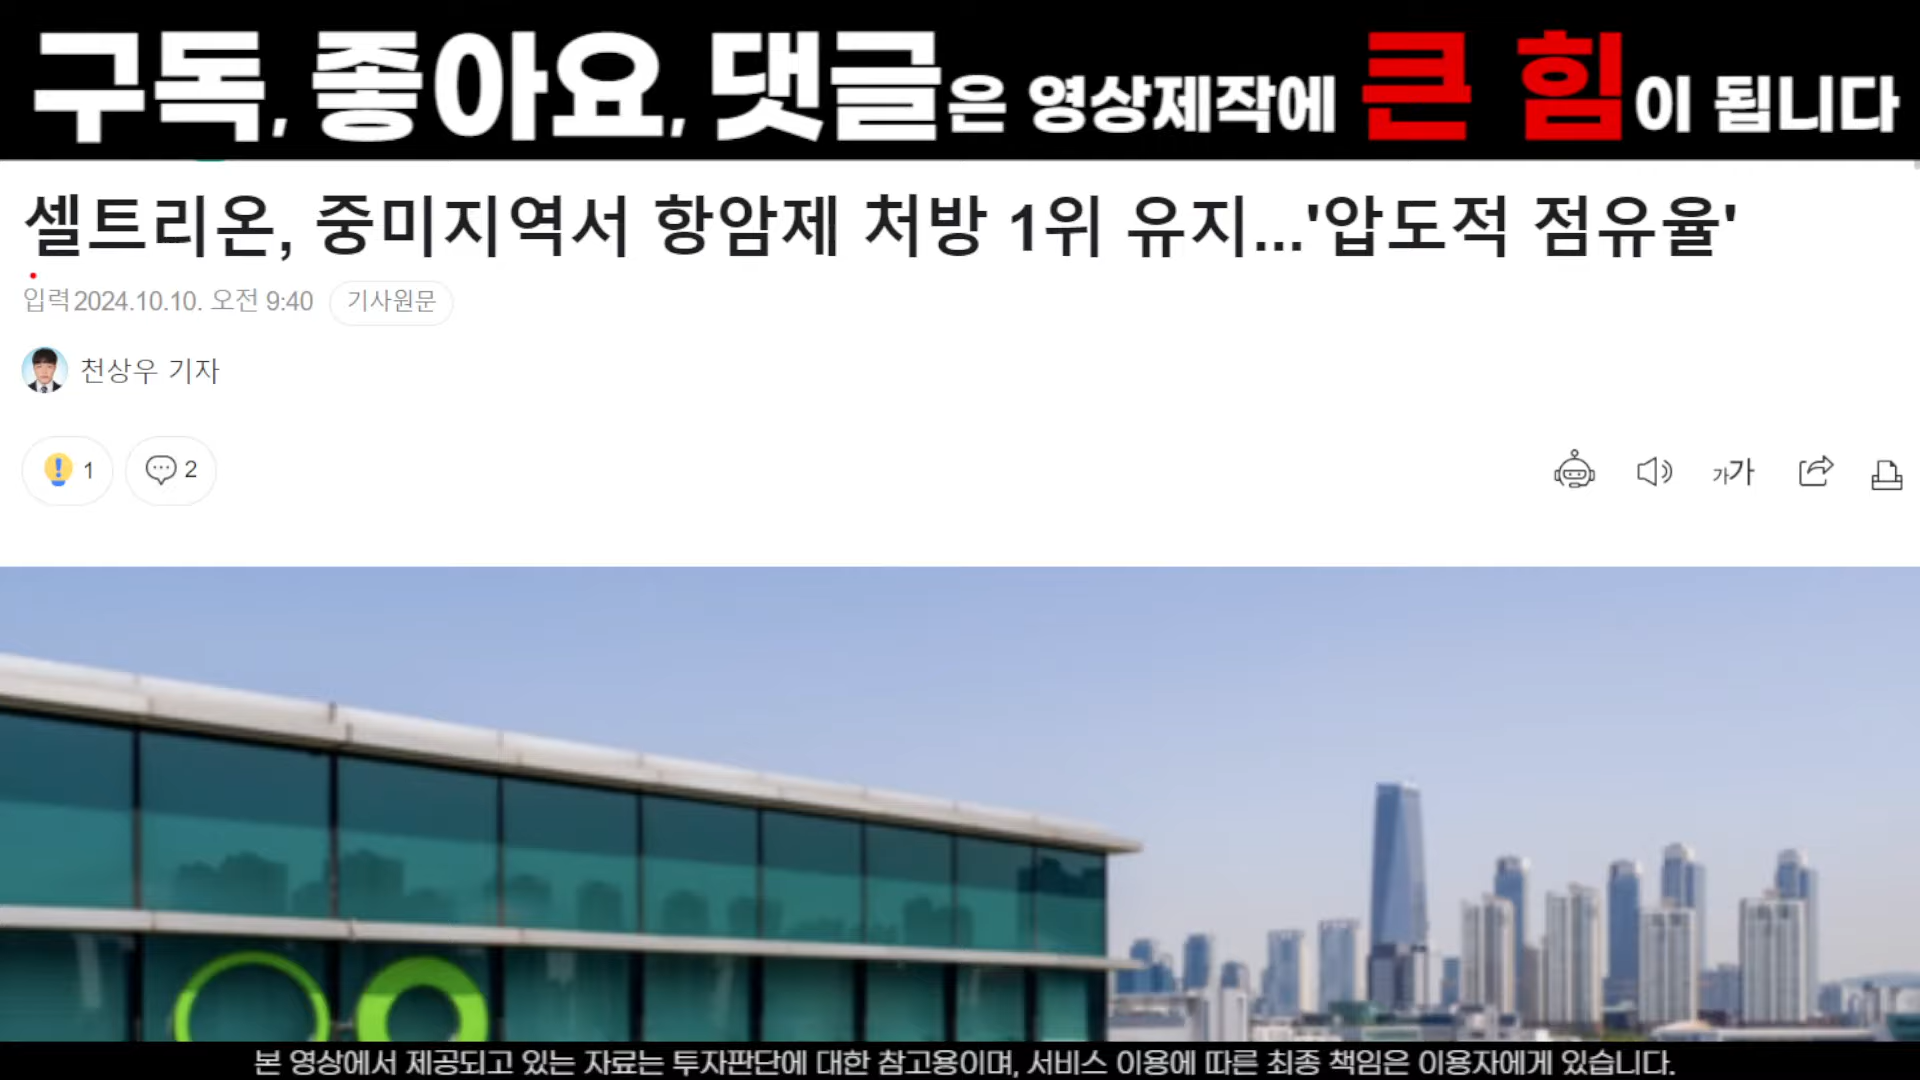 구독, 좋아요, 댓글은 영상제작에 큰 힘이 됩니다
셀트리온, 중미지역서 항암제 처방 1위 유지...'압도적 점유율'
입력 2024.10.10. 오전 9:40 기사원문
천상우 기자
1 2 가가
본 영상에서 제공되고 있는 자료는 투자판단에 대한 참고용이며, 서비스 이용에 따른 최종 책임은 이용자에게 있습니다.